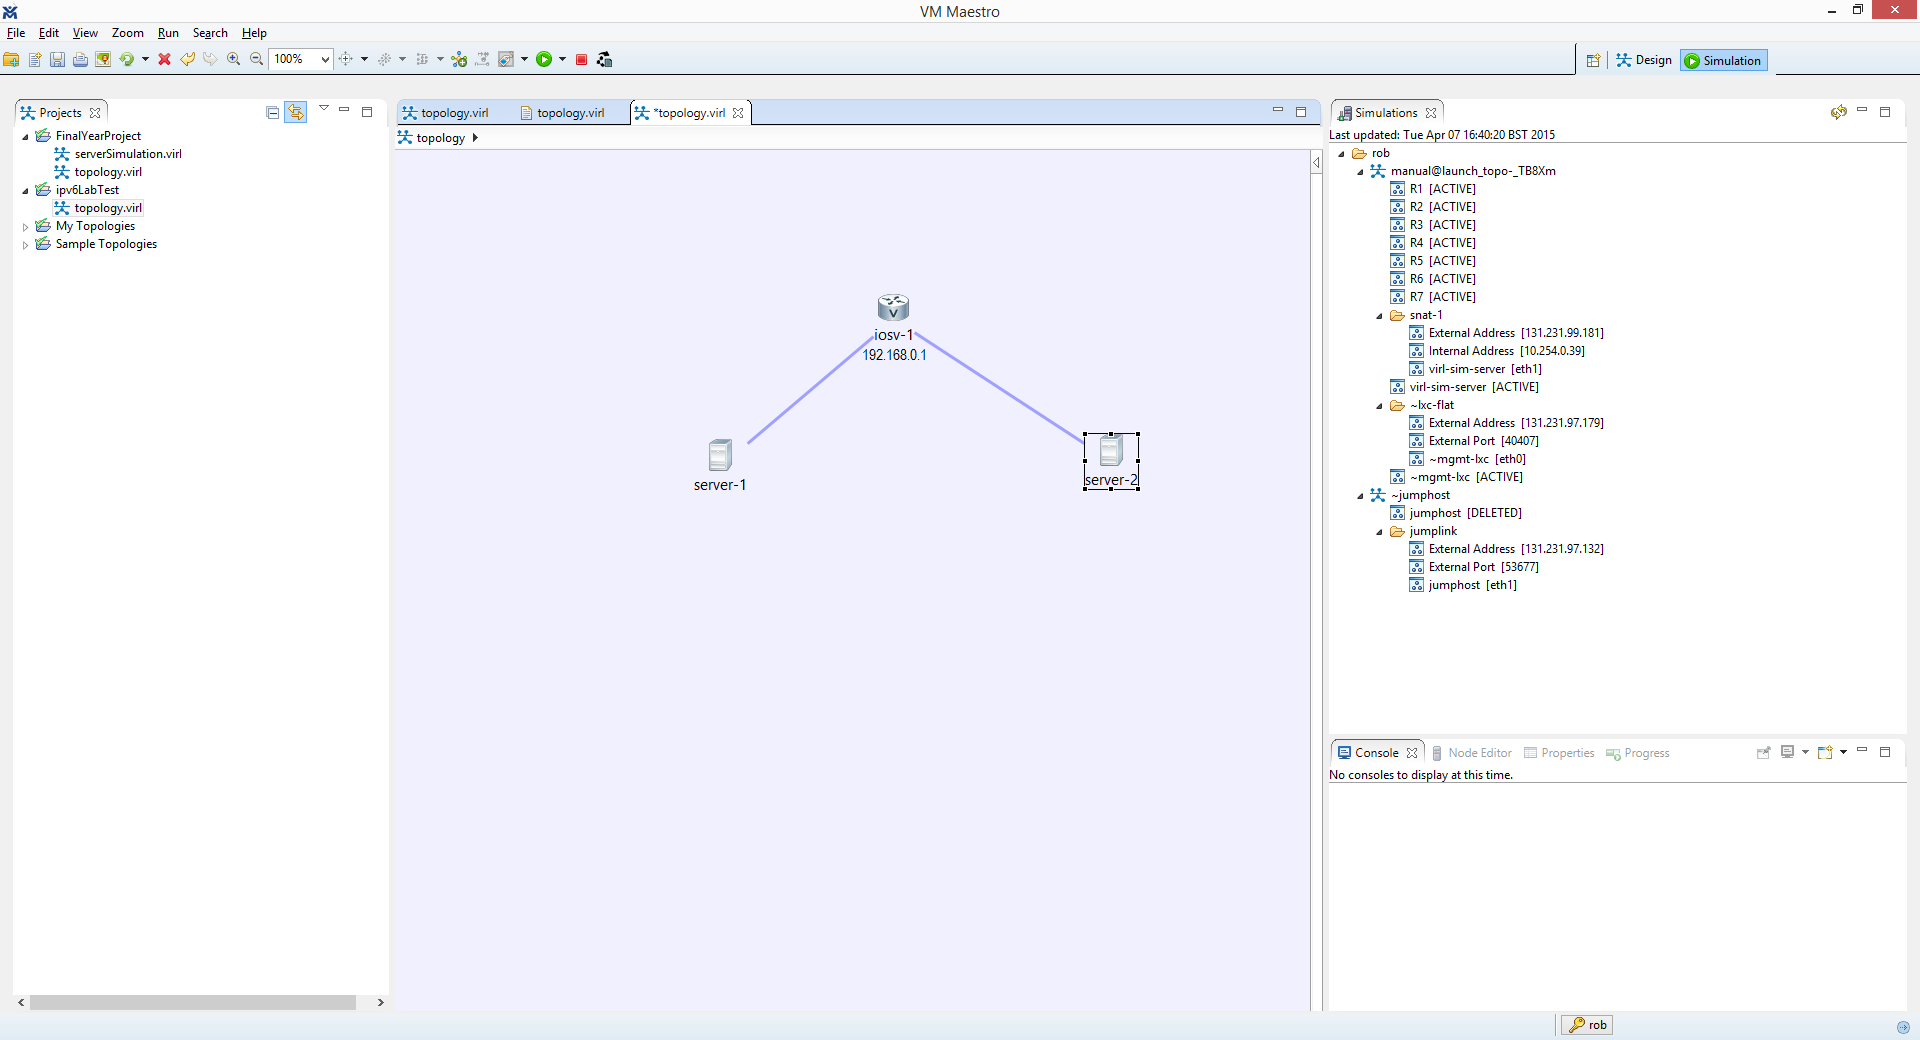 VM Maestro
File Edit View Zoom Run Search Help
100%
Design Simulation
Projects
FinalYearProject
serverSimulation.virl
topology.virl
ipv6LabTest
topology.virl
My Topologies
Sample Topologies
topology.virl topology.virl *topology.virl
topology
iosv-1
192.168.0.1
server-1
server-2
Simulations
Last updated: Tue Apr 07 16:40:20 BST 2015
rob
manual@launch_topo-_TB8Xm
R1 [ACTIVE]
R2 [ACTIVE]
R3 [ACTIVE]
R4 [ACTIVE]
R5 [ACTIVE]
R6 [ACTIVE]
R7 [ACTIVE]
snat-1
External Address [131.231.99.181]
Internal Address [10.254.0.39]
virl-sim-server [eth1]
virl-sim-server [ACTIVE]
~lxc-flat
External Address [131.231.97.179]
External Port [40407]
~mgmt-lxc [eth0]
~mgmt-lxc [ACTIVE]
~jumphost
jumphost [DELETED]
jumplink
External Address [131.231.97.132]
External Port [53677]
jumphost [eth1]
Console Node Editor Properties Progress
No consoles to display at this time.
rob